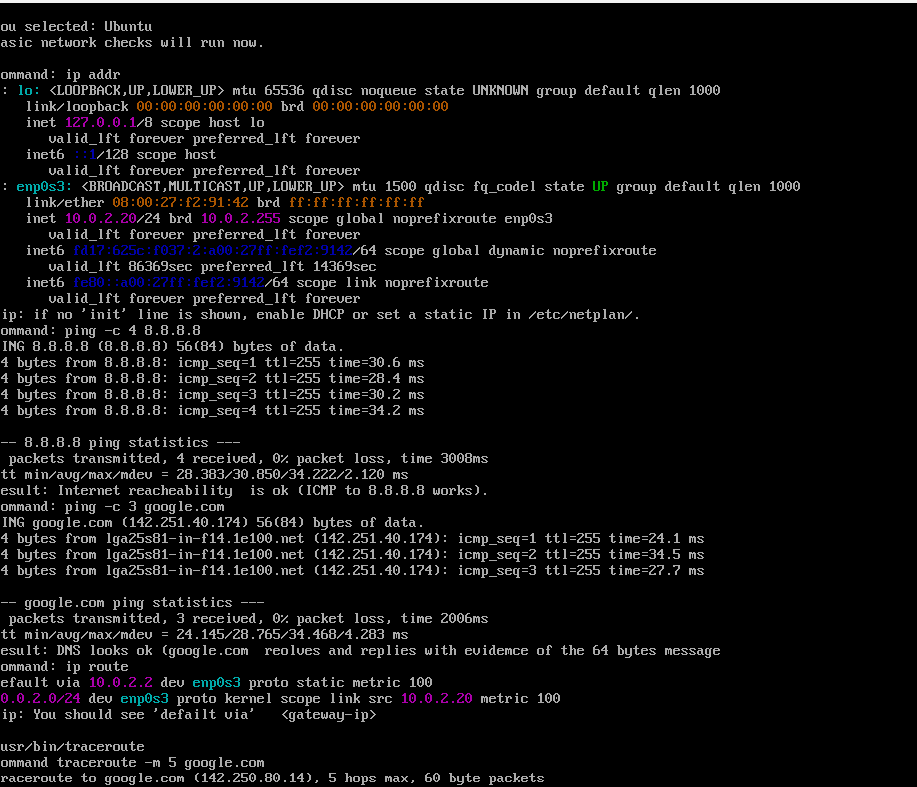 ou selected: Ubuntu
asic network checks will run now.
ommand: ip addr
: lo: <LOOPBACK,UP,LOWER_UP> mtu 65536 qdisc noqueue state UNKNOWN group default qlen 1000
link/loopback 00:00:00:00:00:00 brd 00:00:00:00:00:00
inet 127.0.0.1/8 scope host lo
valid_lft forever preferred_lft forever
inet6 ::1/128 scope host
valid_lft forever preferred_lft forever
: enp0s3: <BROADCAST,MULTICAST,UP,LOWER_UP> mtu 1500 qdisc fq_codel state UP group default qlen 1000
link/ether 08:00:27:f2:91:42 brd ff:ff:ff:ff:ff:ff
inet 10.0.2.20/24 brd 10.0.2.255 scope global noprefixroute enp0s3
valid_lft forever preferred_lft forever
inet6 fd17:625c:f037:2:a00:27ff:fef2:9142/64 scope global dynamic noprefixroute
valid_lft 86369sec preferred_lft 14369sec
inet6 fe80::a00:27ff:fef2:9142/64 scope link noprefixroute
valid_lft forever preferred_lft forever
ip: if no 'init' line is shown, enable DHCP or set a static IP in /etc/netplan/.
ommand: ping -c 4 8.8.8.8
ING 8.8.8.8 (8.8.8.8) 56(84) bytes of data.
4 bytes from 8.8.8.8: icmp_seq=1 ttl=255 time=30.6 ms
4 bytes from 8.8.8.8: icmp_seq=2 ttl=255 time=28.4 ms
4 bytes from 8.8.8.8: icmp_seq=3 ttl=255 time=30.2 ms
4 bytes from 8.8.8.8: icmp_seq=4 ttl=255 time=34.2 ms
-- 8.8.8.8 ping statistics ---
packets transmitted, 4 received, 0% packet loss, time 3008ms
tt min/avg/max/mdev = 28.383/30.850/34.222/2.120 ms
esult: Internet reacheability  is ok (ICMP to 8.8.8.8 works).
ommand: ping -c 3 google.com
ING google.com (142.251.40.174) 56(84) bytes of data.
4 bytes from lga25s81-in-f14.1e100.net (142.251.40.174): icmp_seq=1 ttl=255 time=24.1 ms
4 bytes from lga25s81-in-f14.1e100.net (142.251.40.174): icmp_seq=2 ttl=255 time=34.5 ms
4 bytes from lga25s81-in-f14.1e100.net (142.251.40.174): icmp_seq=3 ttl=255 time=27.7 ms
-- google.com ping statistics ---
packets transmitted, 3 received, 0% packet loss, time 2006ms
tt min/avg/max/mdev = 24.145/28.765/34.468/4.283 ms
esult: DNS looks ok (google.com  reolves and replies with evidemce of the 64 bytes message
ommand: ip route
efault via 10.0.2.2 dev enp0s3 proto static metric 100
0.0.2.0/24 dev enp0s3 proto kernel scope link src 10.0.2.20 metric 100
ip: You should see 'defailt via'   <gateway-ip>
usr/bin/traceroute
ommand traceroute -m 5 google.com
raceroute to google.com (142.250.80.14), 5 hops max, 60 byte packets